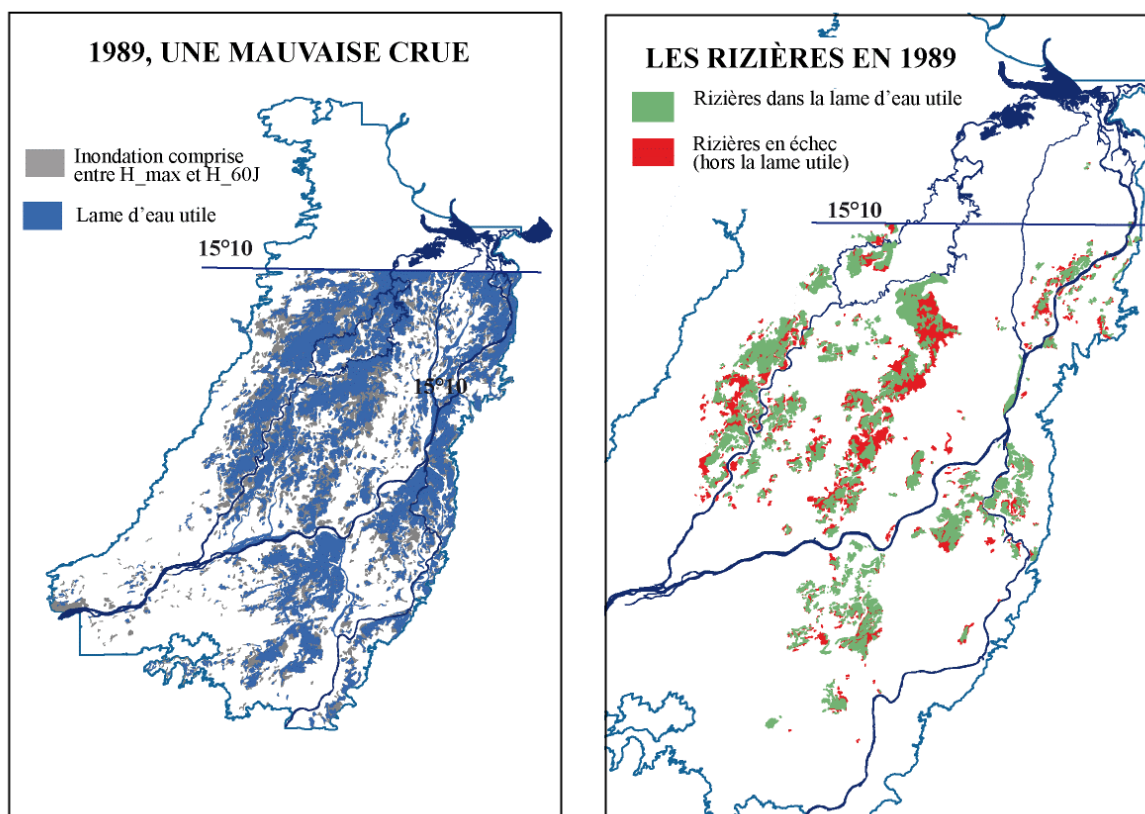 1989, UNE MAUVAISE CRUE
Inondation comprise
entre H_max et H_60J
Lame d'eau utile
15°10
15°10
LES RIZIÈRES EN 1989
Rizières dans la lame d'eau utile
Rizières en échec
(hors la lame utile)
15°10